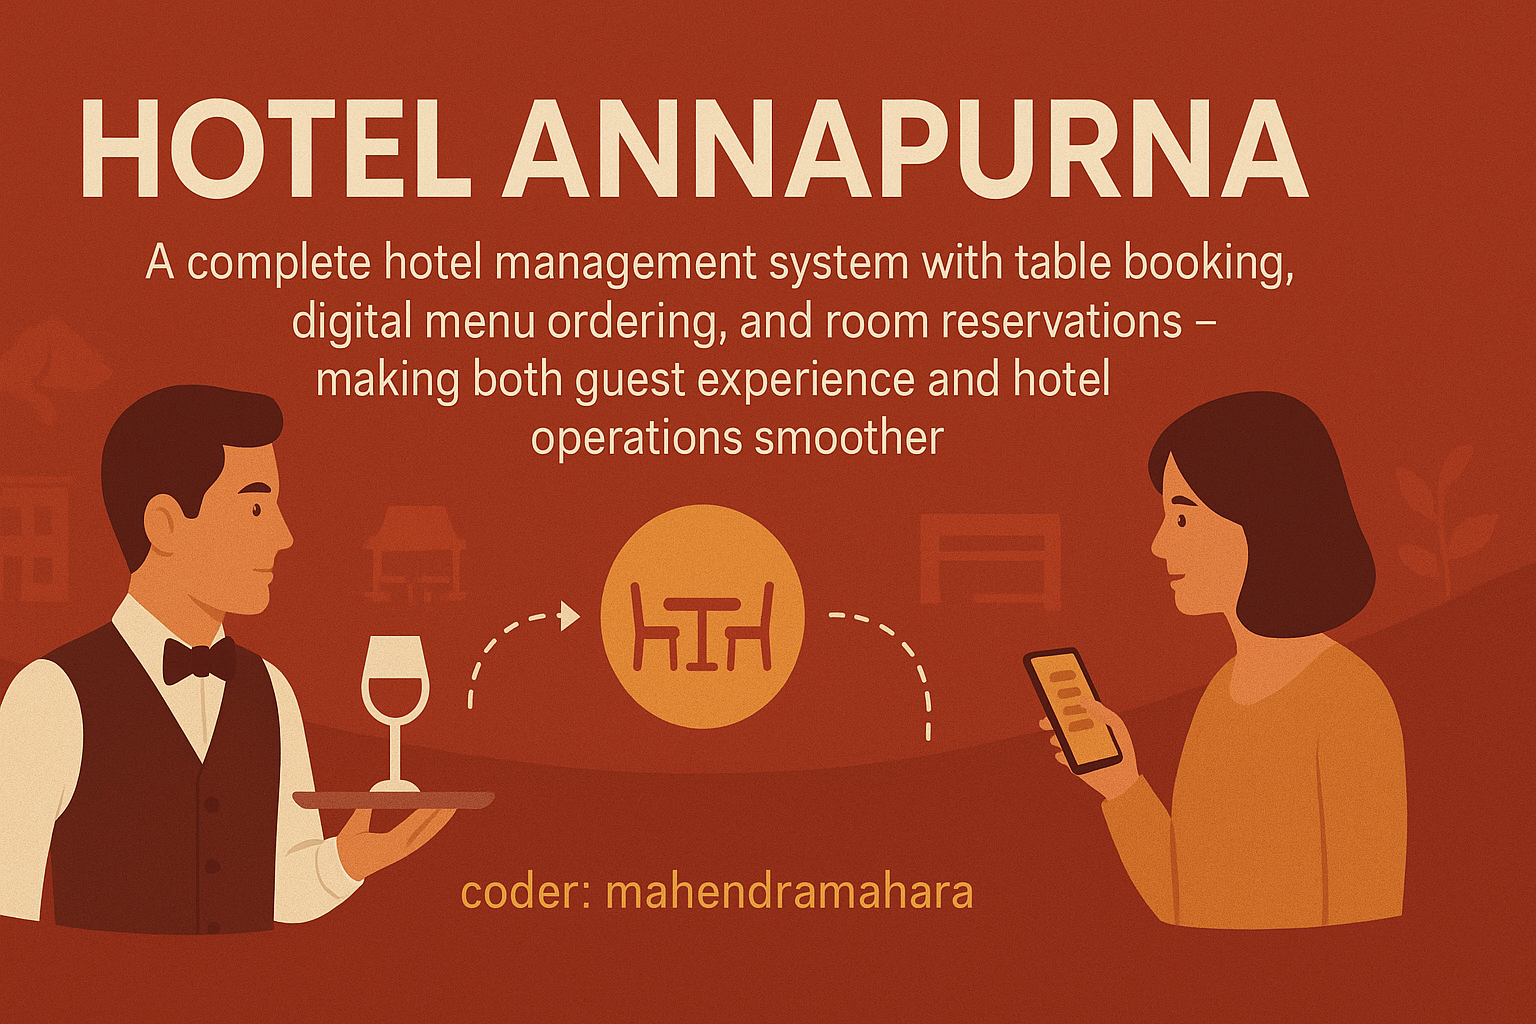 HOTEL ANNAPURNA
A complete hotel management system with table booking,
digital menu ordering, and room reservations –
making both guest experience and hotel
operations smoother
coder: mahendramahara